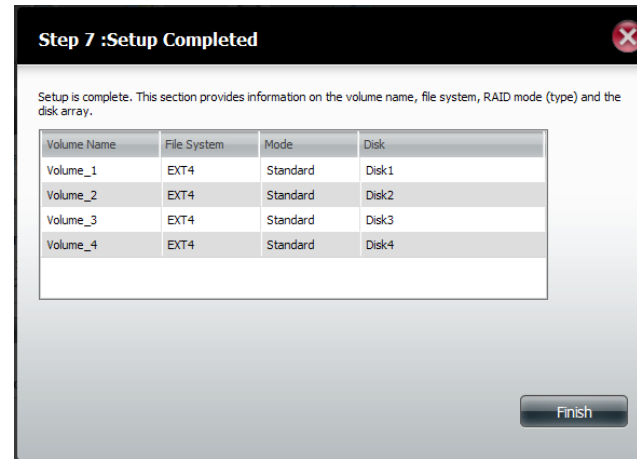 Step 7 :Setup Completed
Setup is complete. This section provides information on the volume name, file system, RAID mode (type) and the
disk array.
Volume Name File System Mode Disk
Volume_1 EXT4 Standard Disk1
Volume_2 EXT4 Standard Disk2
Volume_3 EXT4 Standard Disk3
Volume_4 EXT4 Standard Disk4
Finish